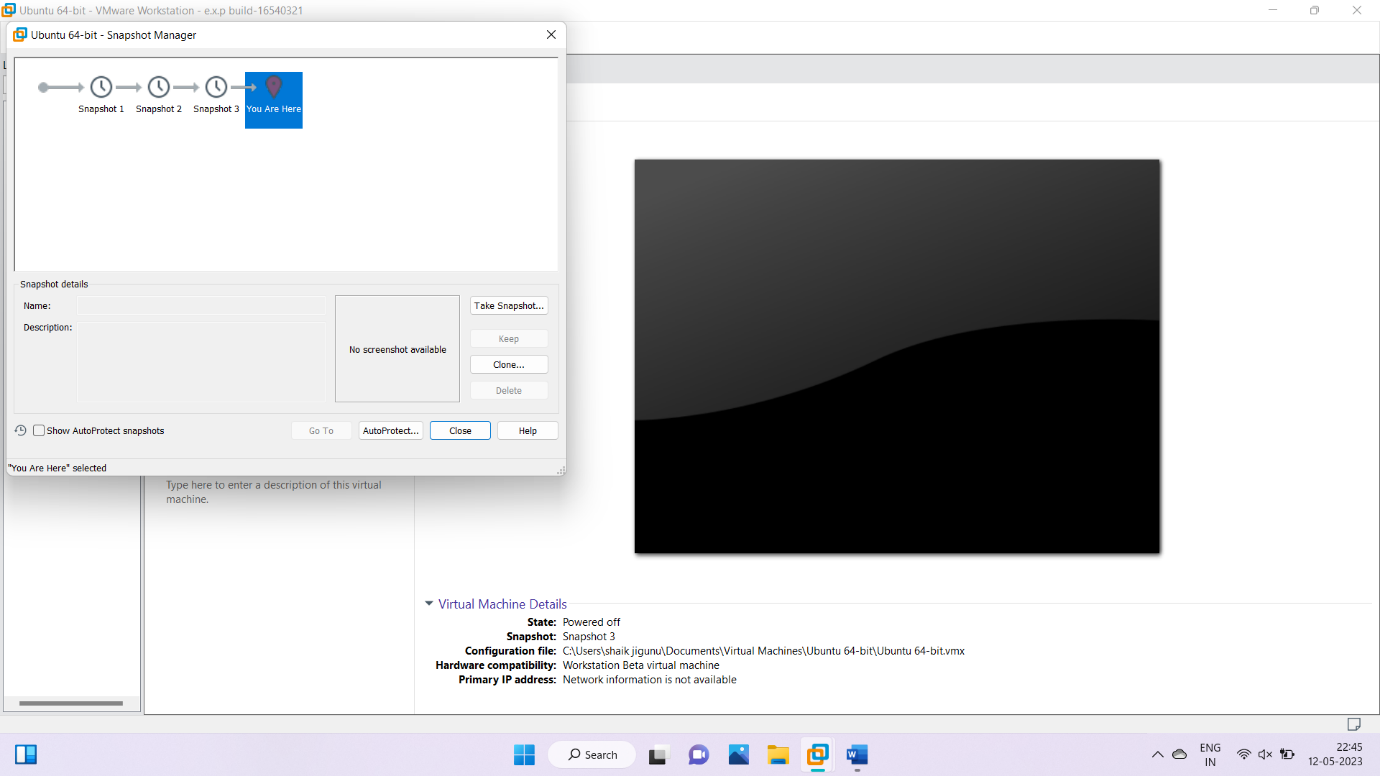 Ubuntu 64-bit - VMware Workstation - e.x.p build-16540321
Ubuntu 64-bit - Snapshot Manager
Snapshot 1
Snapshot 2
Snapshot 3
You Are Here
Snapshot details
Name:
Description:
No screenshot available
Take Snapshot...
Keep
Clone...
Delete
Show AutoProtect snapshots
Go To
AutoProtect...
Close
Help
"You Are Here" selected
Type here to enter a description of this virtual
machine.
Virtual Machine Details
State: Powered off
Snapshot: Snapshot 3
Configuration file: C:\Users\shaik jigunu\Documents\Virtual Machines\Ubuntu 64-bit\Ubuntu 64-bit.vmx
Hardware compatibility: Workstation Beta virtual machine
Primary IP address: Network information is not available
Search
ENG
IN
22:45
12-05-2023